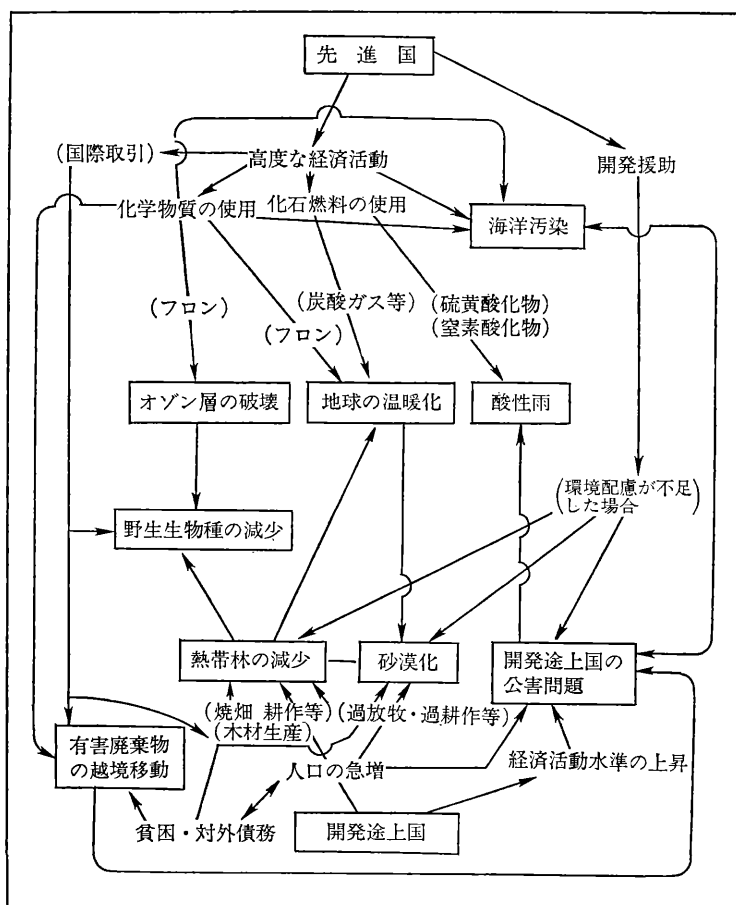 先進国
(国際取引)
高度な経済活動
開発援助
化学物質の使用
化石燃料の使用
海洋汚染
(フロン)
(フロン)
(炭酸ガス等)
(硫黄酸化物)
(窒素酸化物)
オゾン層の破壊
地球の温暖化
酸性雨
(環境配慮が不足
した場合)
野生生物種の減少
熱帯林の減少
砂漠化
開発途上国の
公害問題
(焼畑 耕作等)
(木材生産)
(過放牧・過耕作等)
有害廃棄物
の越境移動
人口の急増
経済活動水準の上昇
貧困・対外債務
開発途上国